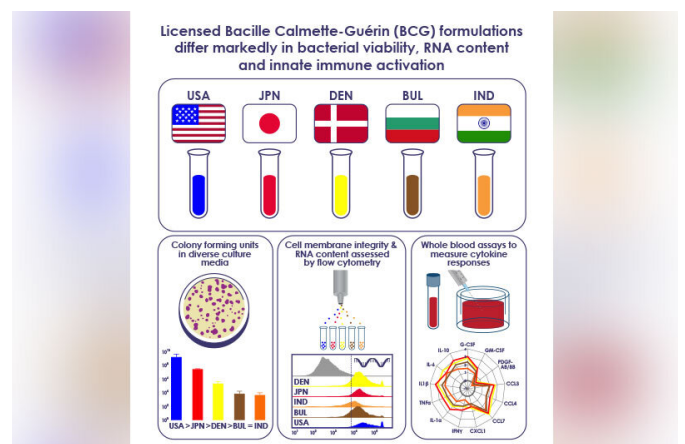 Licensed Bacille Calmette-Guérin (BCG) formulations
differ markedly in bacterial viability, RNA content
and innate immune activation
USA JPN DEN BUL IND
Colony forming units
in diverse culture
media
USA >JPN >DEN>BUL = IND
Cell membrane integrity &
RNA content assessed
by flow cytometry
DEN
JPN
IND
BUL
USA
Whole blood assays to
measure cytokine
responses
G-CSF
GM-CSF
PDGF-
AB/BB
CCL3
CCL4
CCL7
CXCL1
IFNγ
IL-1α
TNFα
IL1β
IL-6
IL-10